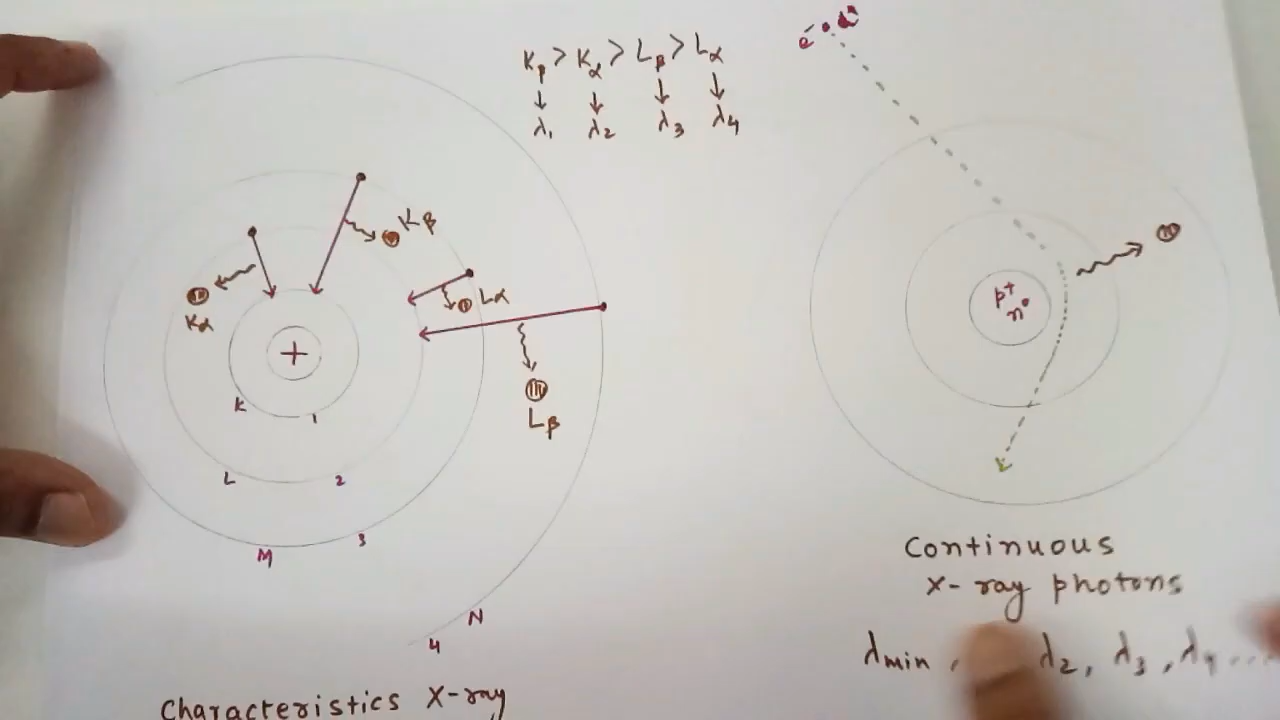 Kβ > Kα > Lβ > Lα
↓ ↓ ↓ ↓
λ1 λ2 λ3 λ4
e-
Kβ
Kα
Lα
Lβ
+
K 1
L 2
M 3
N 4
Characteristics X-ray
p+
n°
Continuous
X-ray photons
λmin, λ2, λ3, λ4...